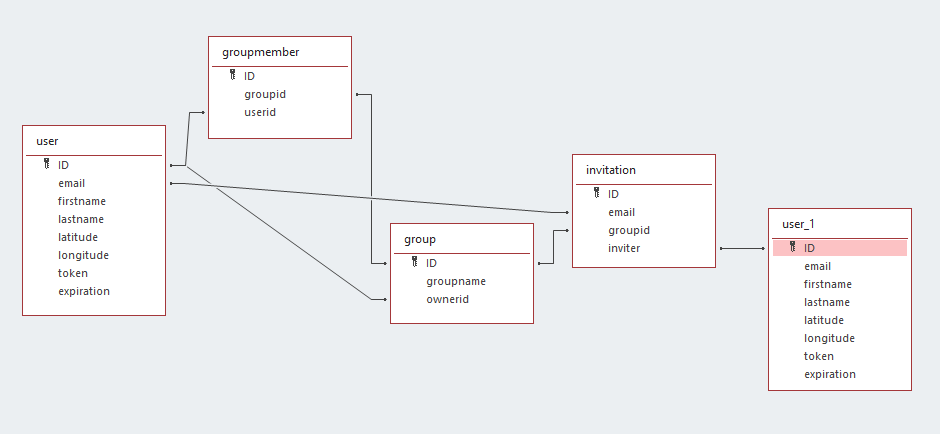 groupmember
ID
groupid
userid
user
ID
email
firstname
lastname
latitude
longitude
token
expiration
group
ID
groupname
ownerid
invitation
ID
email
groupid
inviter
user_1
ID
email
firstname
lastname
latitude
longitude
token
expiration